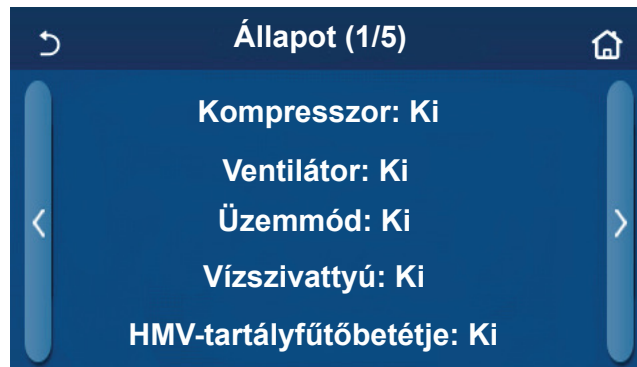 Állapot (1/5)
Kompresszor: Ki
Ventilátor: Ki
Üzemmód: Ki
Vízszivattyú: Ki
HMV-tartályfűtőbetétje: Ki